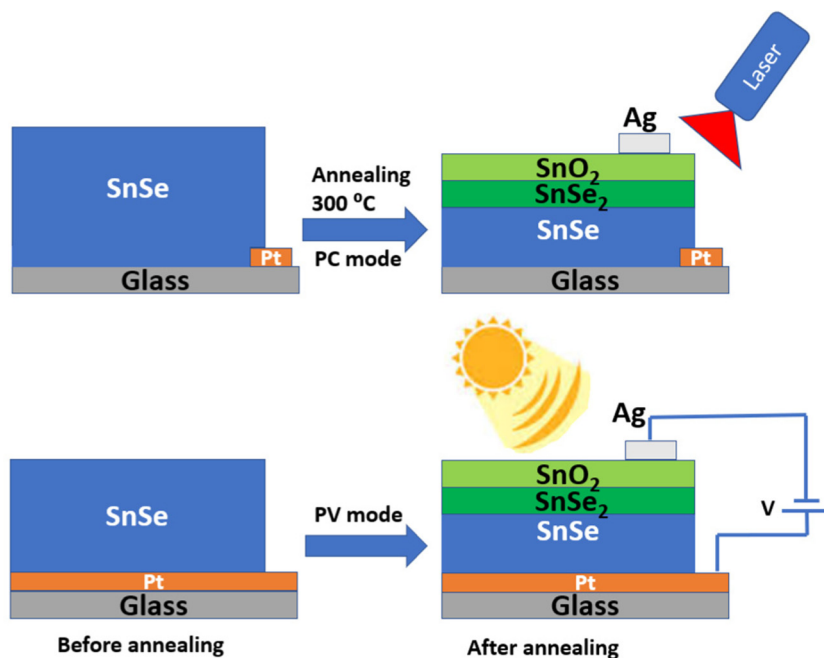 SnSe
Pt
Glass
Annealing
300 ⁰C
PC mode
Laser
Ag
SnO₂
SnSe₂
SnSe
Pt
Glass
SnSe
Pt
Glass
Before annealing
PV mode
Ag
SnO₂
SnSe₂
SnSe
Pt
Glass
V
After annealing